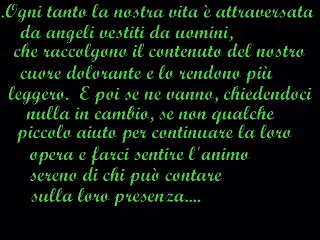 .Ogni tanto la nostra vita è attraversata
da angeli vestiti da uomini,
che raccolgono il contenuto del nostro
cuore dolorante e lo rendono più
leggero. E poi se ne vanno, chiedendoci
nulla in cambio, se non qualche
piccolo aiuto per continuare la loro
opera e farci sentire l'animo
sereno di chi può contare
sulla loro presenza....